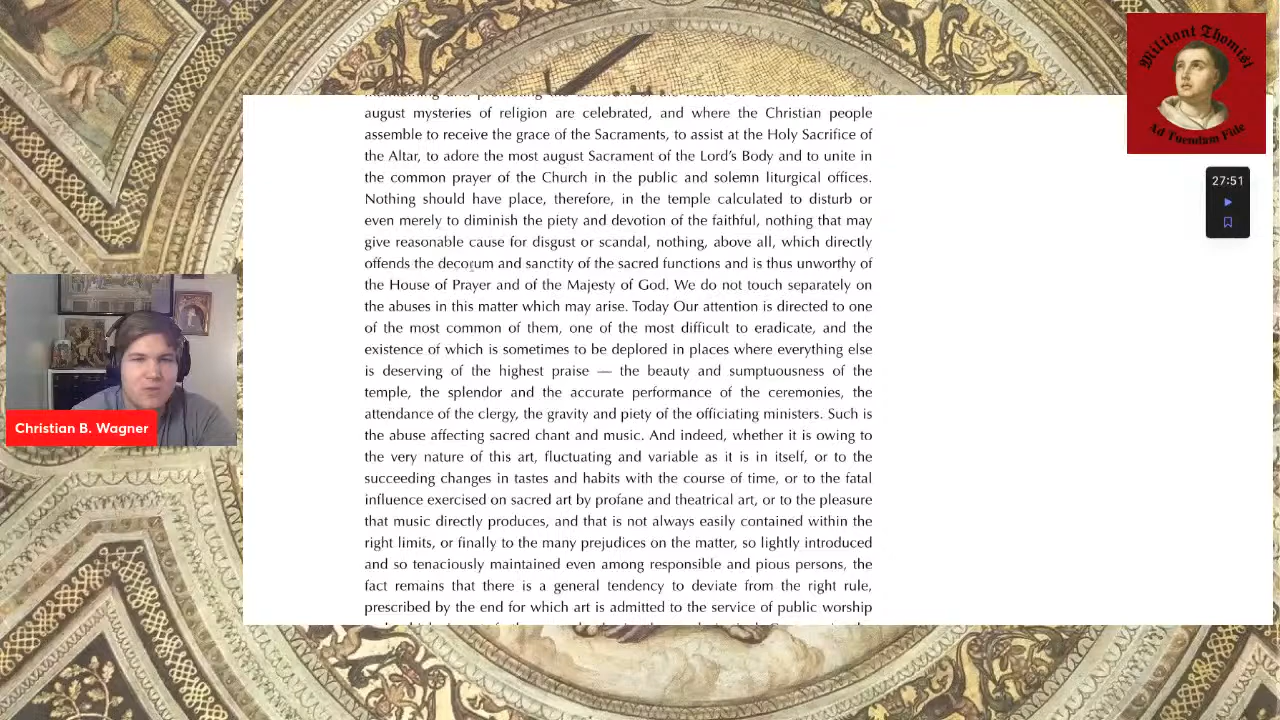 Militant Thomist
Ad Tuendam Fide
27:51
august mysteries of religion are celebrated, and where the Christian people
assemble to receive the grace of the Sacraments, to assist at the Holy Sacrifice of
the Altar, to adore the most august Sacrament of the Lord’s Body and to unite in
the common prayer of the Church in the public and solemn liturgical offices.
Nothing should have place, therefore, in the temple calculated to disturb or
even merely to diminish the piety and devotion of the faithful, nothing that may
give reasonable cause for disgust or scandal, nothing, above all, which directly
offends the decorum and sanctity of the sacred functions and is thus unworthy of
the House of Prayer and of the Majesty of God. We do not touch separately on
the abuses in this matter which may arise. Today Our attention is directed to one
of the most common of them, one of the most difficult to eradicate, and the
existence of which is sometimes to be deplored in places where everything else
is deserving of the highest praise — the beauty and sumptuousness of the
temple, the splendor and the accurate performance of the ceremonies, the
attendance of the clergy, the gravity and piety of the officiating ministers. Such is
the abuse affecting sacred chant and music. And indeed, whether it is owing to
the very nature of this art, fluctuating and variable as it is in itself, or to the
succeeding changes in tastes and habits with the course of time, or to the fatal
influence exercised on sacred art by profane and theatrical art, or to the pleasure
that music directly produces, and that is not always easily contained within the
right limits, or finally to the many prejudices on the matter, so lightly introduced
and so tenaciously maintained even among responsible and pious persons, the
fact remains that there is a general tendency to deviate from the right rule,
prescribed by the end for which art is admitted to the service of public worship
Christian B. Wagner